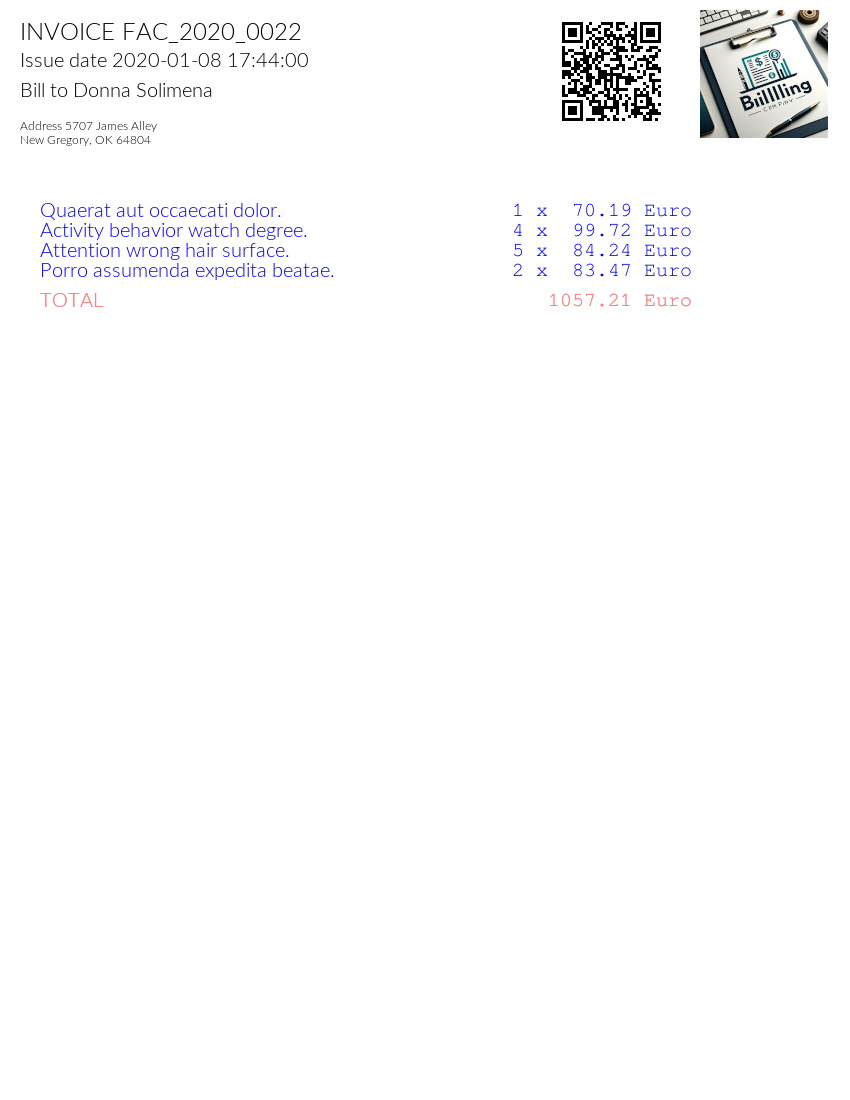 INVOICE FAC_2020_0022
Issue date 2020-01-08 17:44:00
Bill to Donna Solimena
Address 5707 James Alley
New Gregory, OK 64804
Biillling
COMPANY
Quaerat aut occaecati dolor. 1 x 70.19 Euro
Activity behavior watch degree. 4 x 99.72 Euro
Attention wrong hair surface. 5 x 84.24 Euro
Porro assumenda expedita beatae. 2 x 83.47 Euro
TOTAL 1057.21 Euro